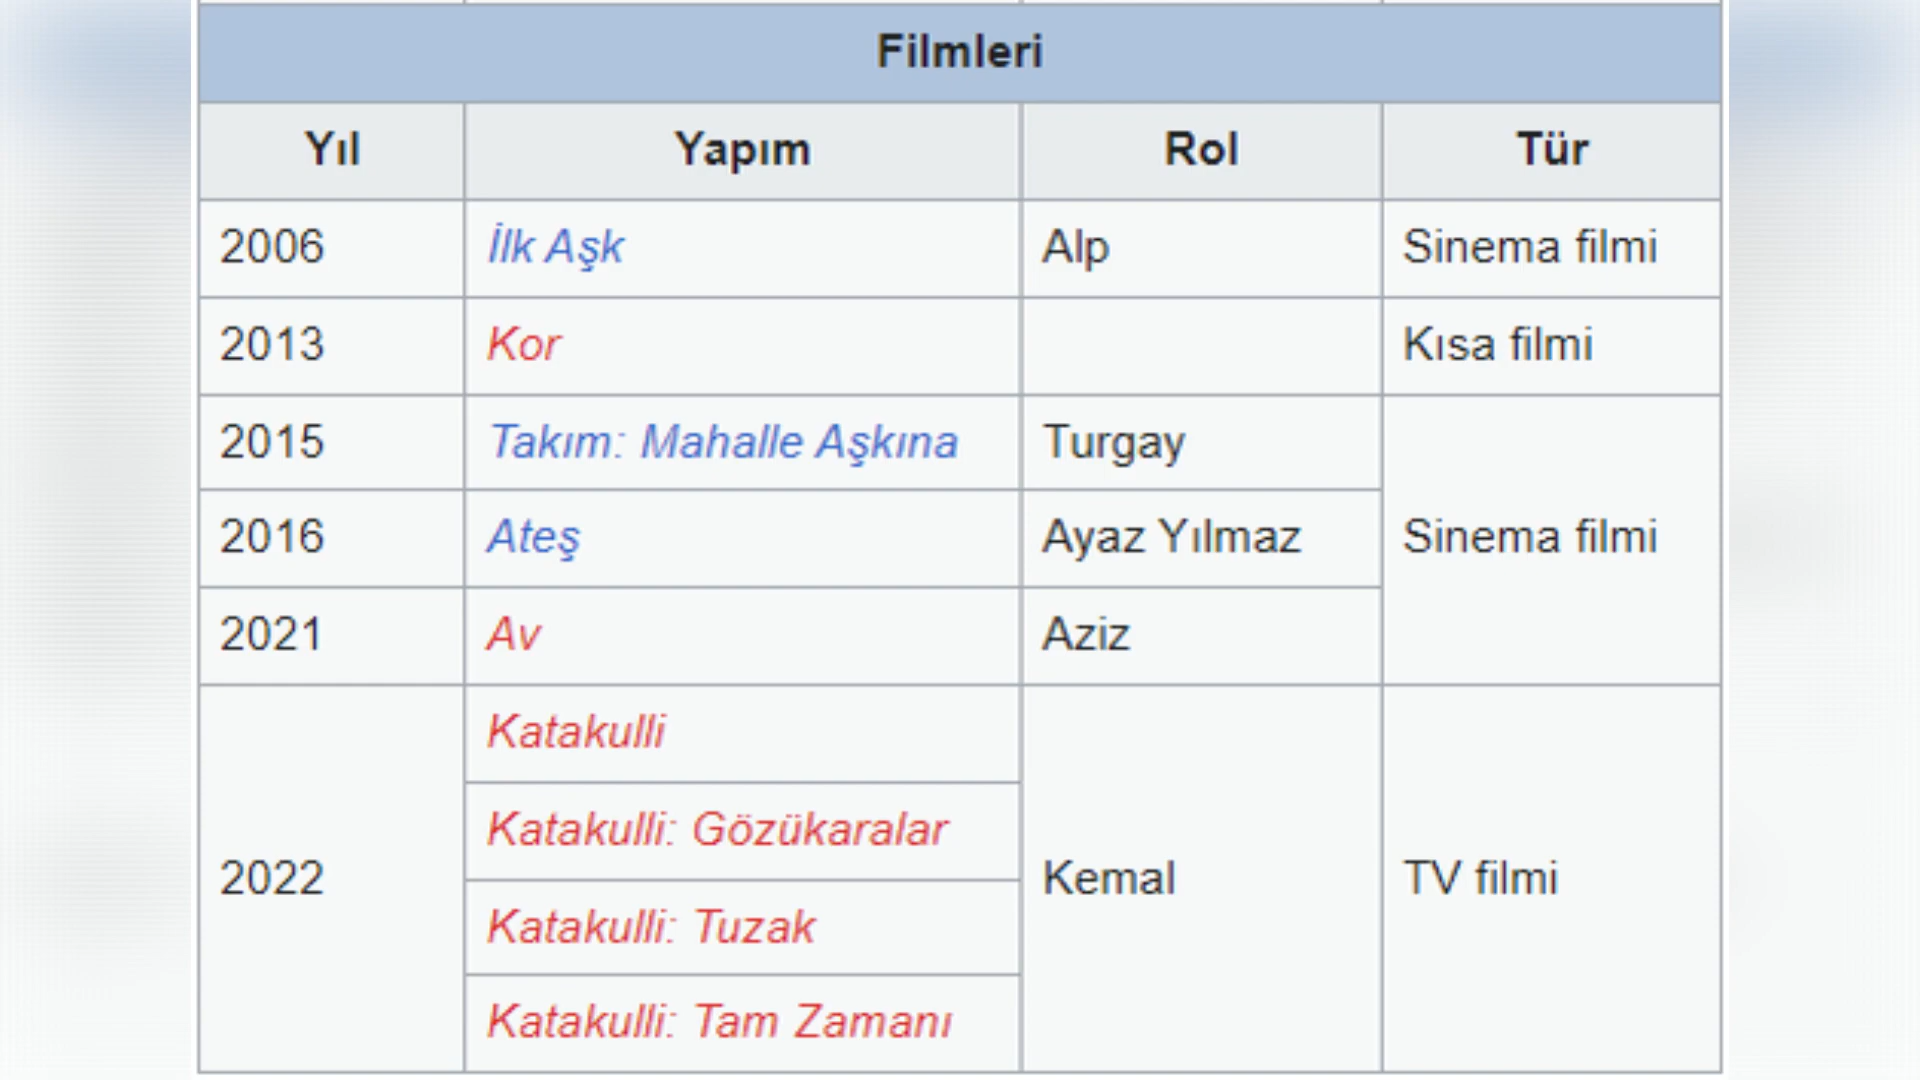 Filmleri
Yıl Yapım Rol Tür
2006 İlk Aşk Alp Sinema filmi
2013 Kor Kısa filmi
2015 Takım: Mahalle Aşkına Turgay
2016 Ateş Ayaz Yılmaz Sinema filmi
2021 Av Aziz
Katakulli
Katakulli: Gözükaralar
2022 Kemal TV filmi
Katakulli: Tuzak
Katakulli: Tam Zamanı